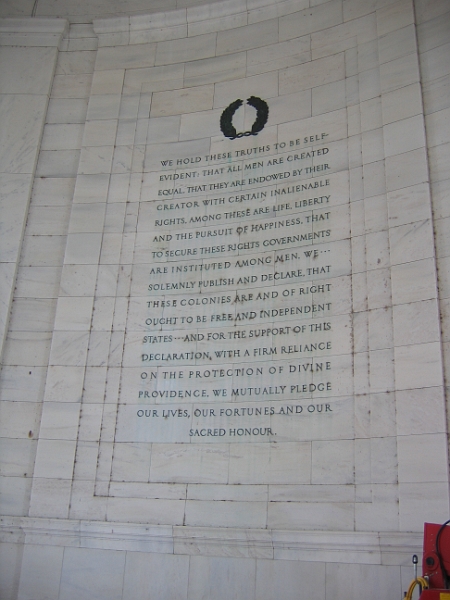 WE HOLD THESE TRUTHS TO BE SELF-
EVIDENT: THAT ALL MEN ARE CREATED
EQUAL, THAT THEY ARE ENDOWED BY THEIR
CREATOR WITH CERTAIN INALIENABLE
RIGHTS, AMONG THESE ARE LIFE, LIBERTY
AND THE PURSUIT OF HAPPINESS, THAT
TO SECURE THESE RIGHTS GOVERNMENTS
ARE INSTITUTED AMONG MEN. WE···
SOLEMNLY PUBLISH AND DECLARE, THAT
THESE COLONIES ARE AND OF RIGHT
OUGHT TO BE FREE AND INDEPENDENT
STATES···AND FOR THE SUPPORT OF THIS
DECLARATION, WITH A FIRM RELIANCE
ON THE PROTECTION OF DIVINE
PROVIDENCE, WE MUTUALLY PLEDGE
OUR LIVES, OUR FORTUNES AND OUR
SACRED HONOUR.